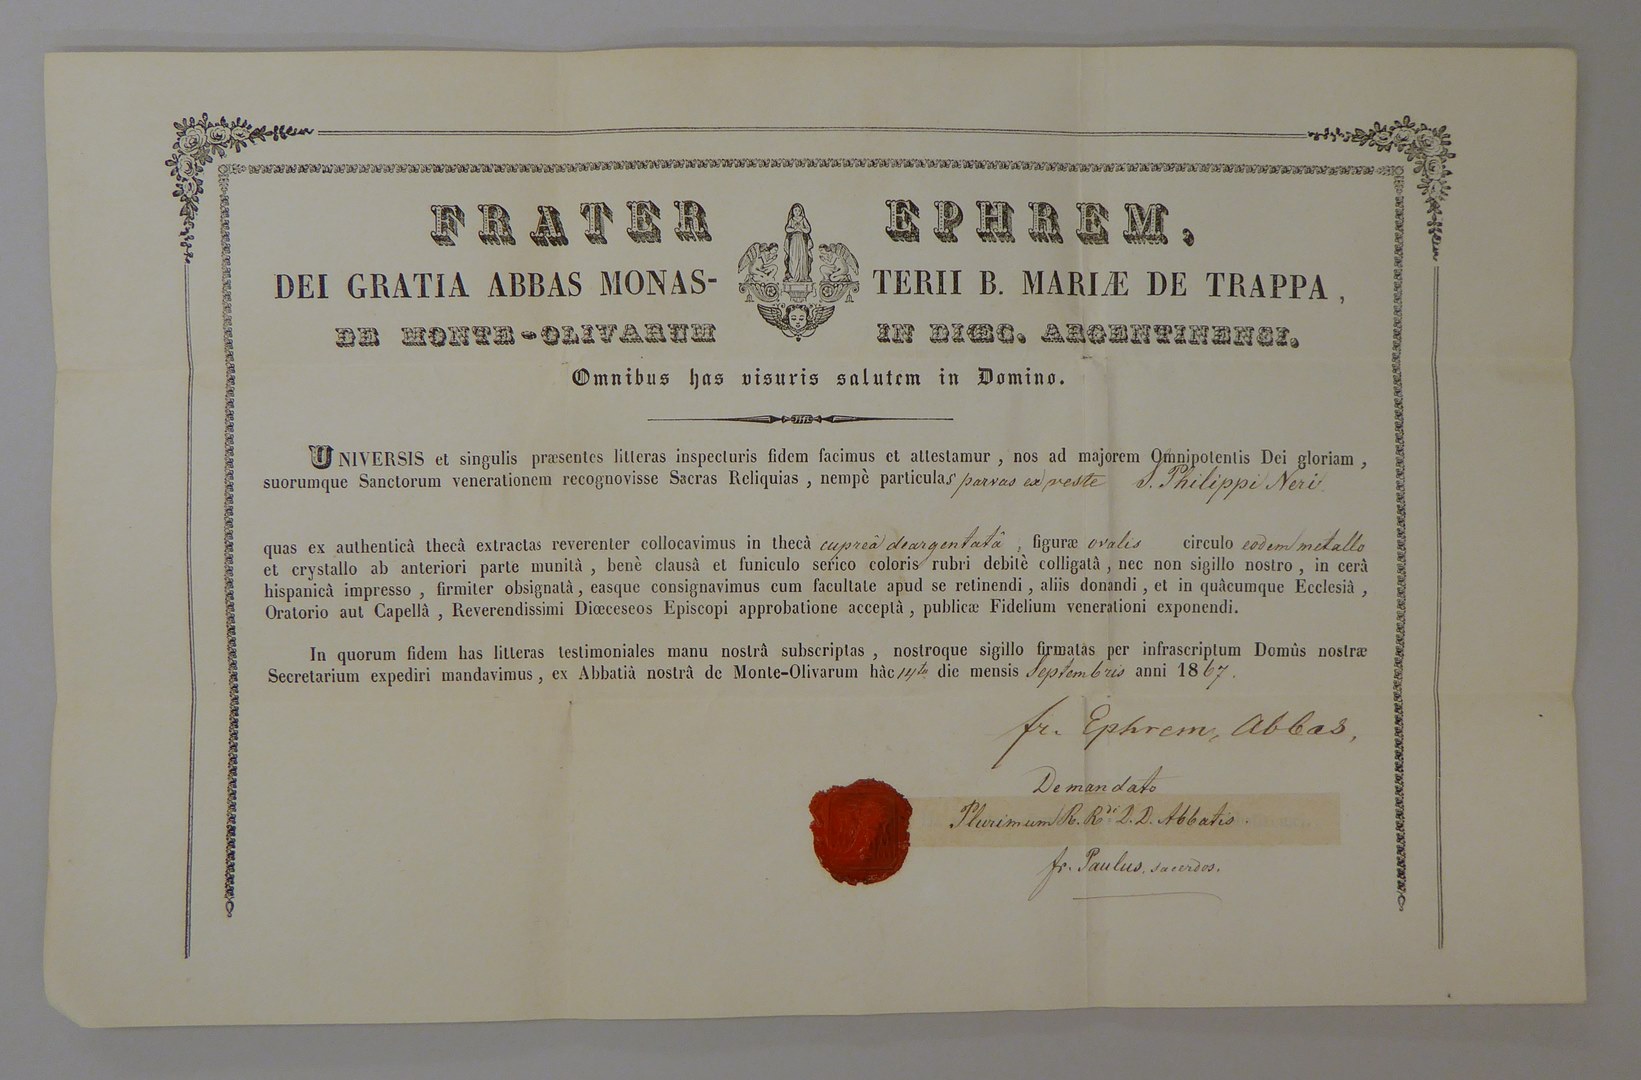 FRATER EPHREM,
DEI GRATIA ABBAS MONAS- TERII B. MARIÆ DE TRAPPA ,
DE MONTE-OLIVARUM IN DIŒC. ARGENTINENSI.
Omnibus has visuris salutem in Domino.
UNIVERSIS et singulis præsentes litteras inspecturis fidem facimus et attestamur , nos ad majorem Omnipotentis Dei gloriam ,
suorumque Sanctorum venerationem recognovisse Sacras Reliquias , nempè particulas parvas ex veste S. Philippi Neri
quas ex authenticâ thecâ extractas reverenter collocavimus in thecâ cupreâ deargentatâ , figuræ ovalis circulo eodem metallo
et crystallo ab anteriori parte munitâ , benè clausâ et funiculo serico coloris rubri debitè colligatâ , nec non sigillo nostro , in cerâ
hispanicâ impresso , firmiter obsignatâ , easque consignavimus cum facultate apud se retinendi , aliis donandi , et in quâcumque Ecclesiâ ,
Oratorio aut Capellâ , Reverendissimi Diœceseos Episcopi approbatione acceptâ , publicæ Fidelium venerationi exponendi.
In quorum fidem has litteras testimoniales manu nostrâ subscriptas , nostroque sigillo firmatas per infrascriptum Domûs nostræ
Secretarium expediri mandavimus , ex Abbatiâ nostrâ de Monte-Olivarum hâc 14ta die mensis Septembris anni 1867.
fr. Ephrem, Abbas,
De mandato
Plurimum R. Rdi D. D. Abbatis.
fr. Paulus, sacerdos.